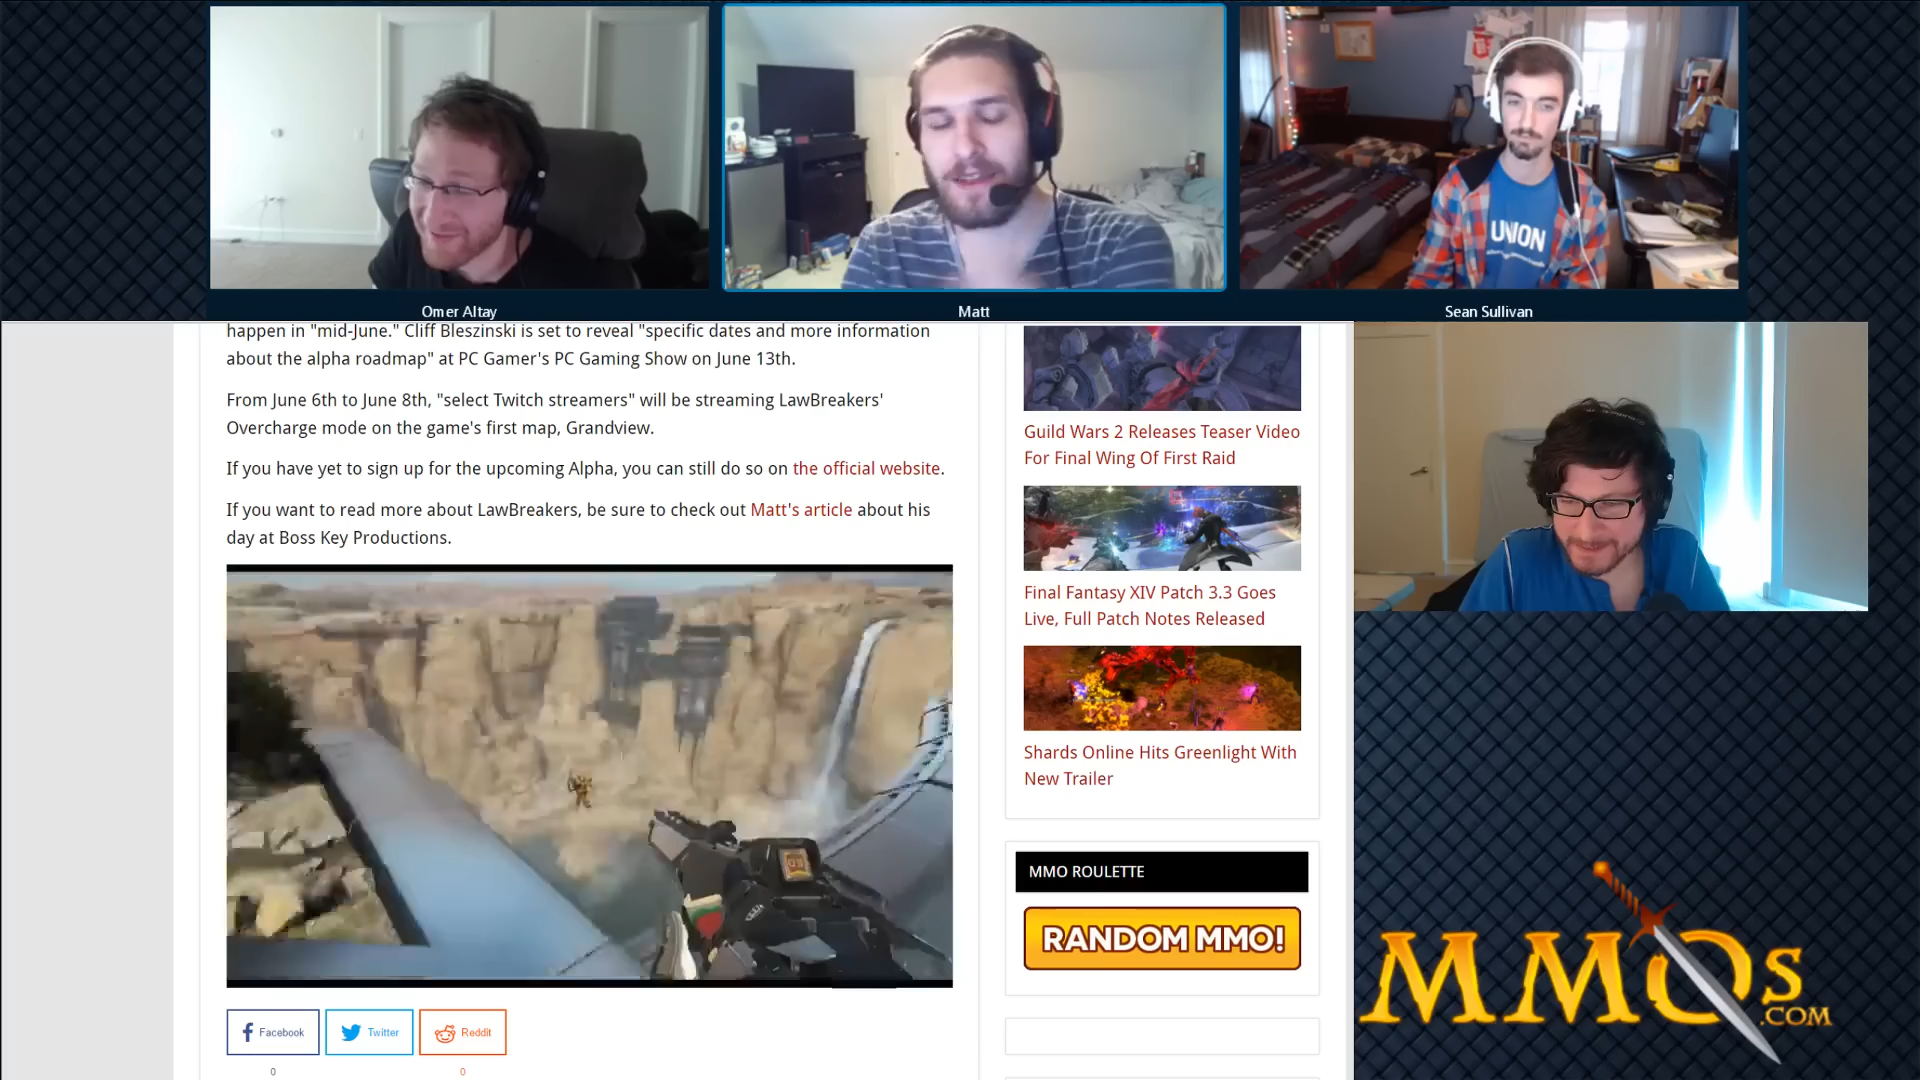 UNION
Omer Altay
Matt
Sean Sullivan
happen in "mid-June." Cliff Bleszinski is set to reveal "specific dates and more information
about the alpha roadmap" at PC Gamer's PC Gaming Show on June 13th.
From June 6th to June 8th, "select Twitch streamers" will be streaming LawBreakers'
Overcharge mode on the game's first map, Grandview.
If you have yet to sign up for the upcoming Alpha, you can still do so on the official website.
If you want to read more about LawBreakers, be sure to check out Matt's article about his
day at Boss Key Productions.
Facebook
Twitter
Reddit
0
0
Guild Wars 2 Releases Teaser Video
For Final Wing Of First Raid
Final Fantasy XIV Patch 3.3 Goes
Live, Full Patch Notes Released
Shards Online Hits Greenlight With
New Trailer
MMO ROULETTE
RANDOM MMO!
MMOs
.COM